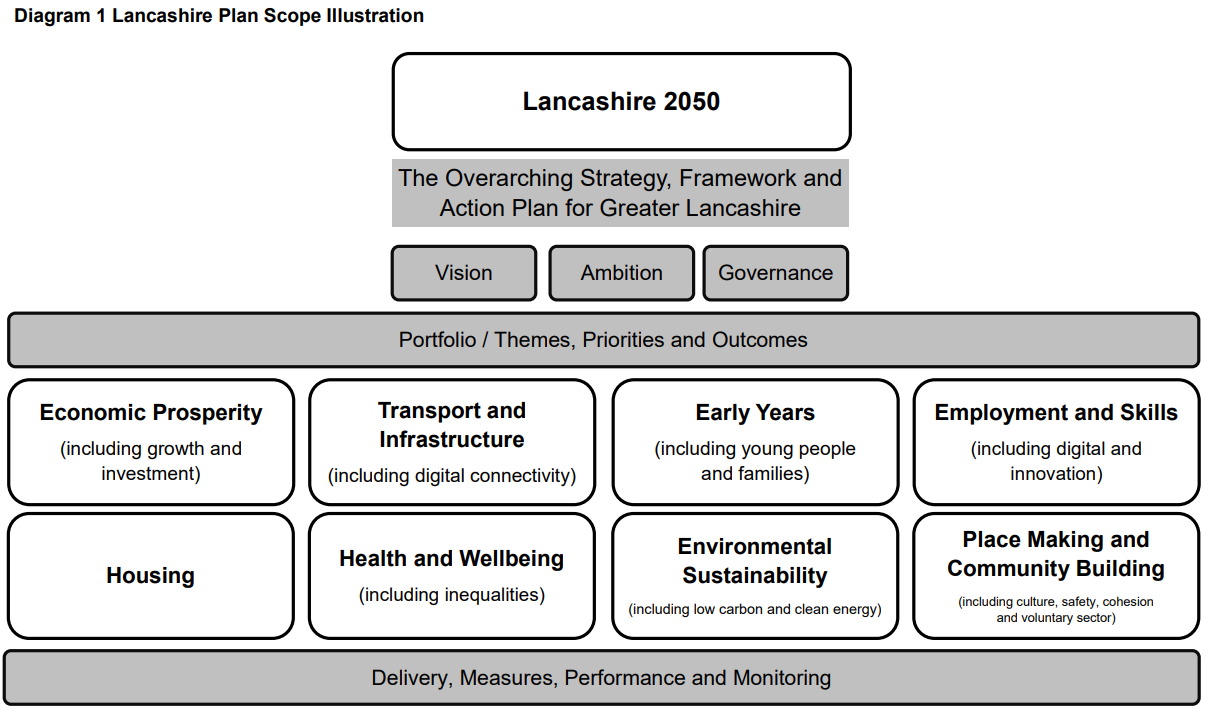 Diagram 1 Lancashire Plan Scope Illustration
Lancashire 2050
The Overarching Strategy, Framework and
Action Plan for Greater Lancashire
Vision
Ambition
Governance
Portfolio / Themes, Priorities and Outcomes
Economic Prosperity
(including growth and
investment)
Transport and
Infrastructure
(including digital connectivity)
Early Years
(including young people
and families)
Employment and Skills
(including digital and
innovation)
Housing
Health and Wellbeing
(including inequalities)
Environmental
Sustainability
(including low carbon and clean energy)
Place Making and
Community Building
(including culture, safety, cohesion
and voluntary sector)
Delivery, Measures, Performance and Monitoring